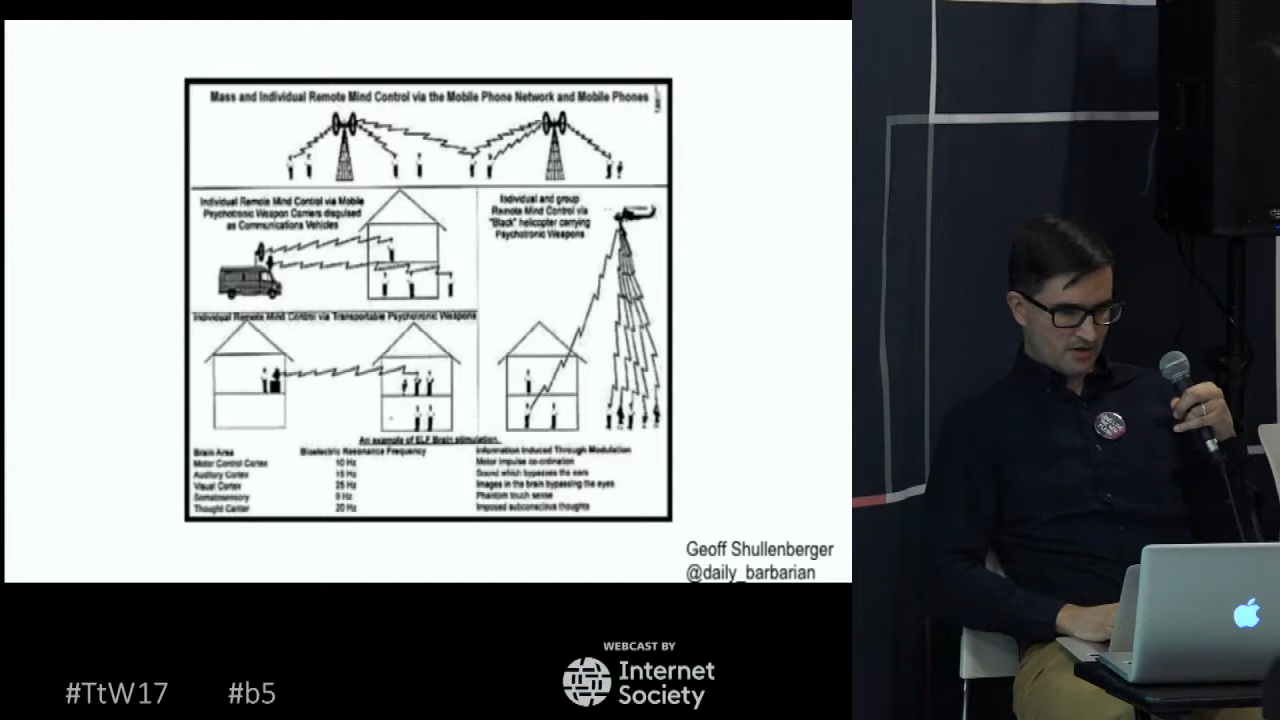 Mass and Individual Remote Mind Control via the Mobile Phone Network and Mobile Phones
Individual Remote Mind Control via Mobile
Psychotronic Weapon Carriers disguised
as Communications Vehicles
Individual and group
Remote Mind Control via
"Black" helicopter carrying
Psychotronic Weapons
Individual Remote Mind Control via Transportable Psychotronic Weapons
An example of ELF Brain stimulation.
Brain Area Bioelectric Resonance Frequency Information Induced Through Modulation
Motor Control Cortex 10 Hz Motor Impulse co-ordination
Auditory Cortex 15 Hz Sound which bypasses the ears
Visual Cortex 25 Hz Images in the brain bypassing the eyes
Somatosensory 9 Hz Phantom touch sense
Thought Center 20 Hz Imposed subconscious thoughts
Geoff Shullenberger
@daily_barbarian
#TtW17 #b5
WEBCAST BY
Internet
Society